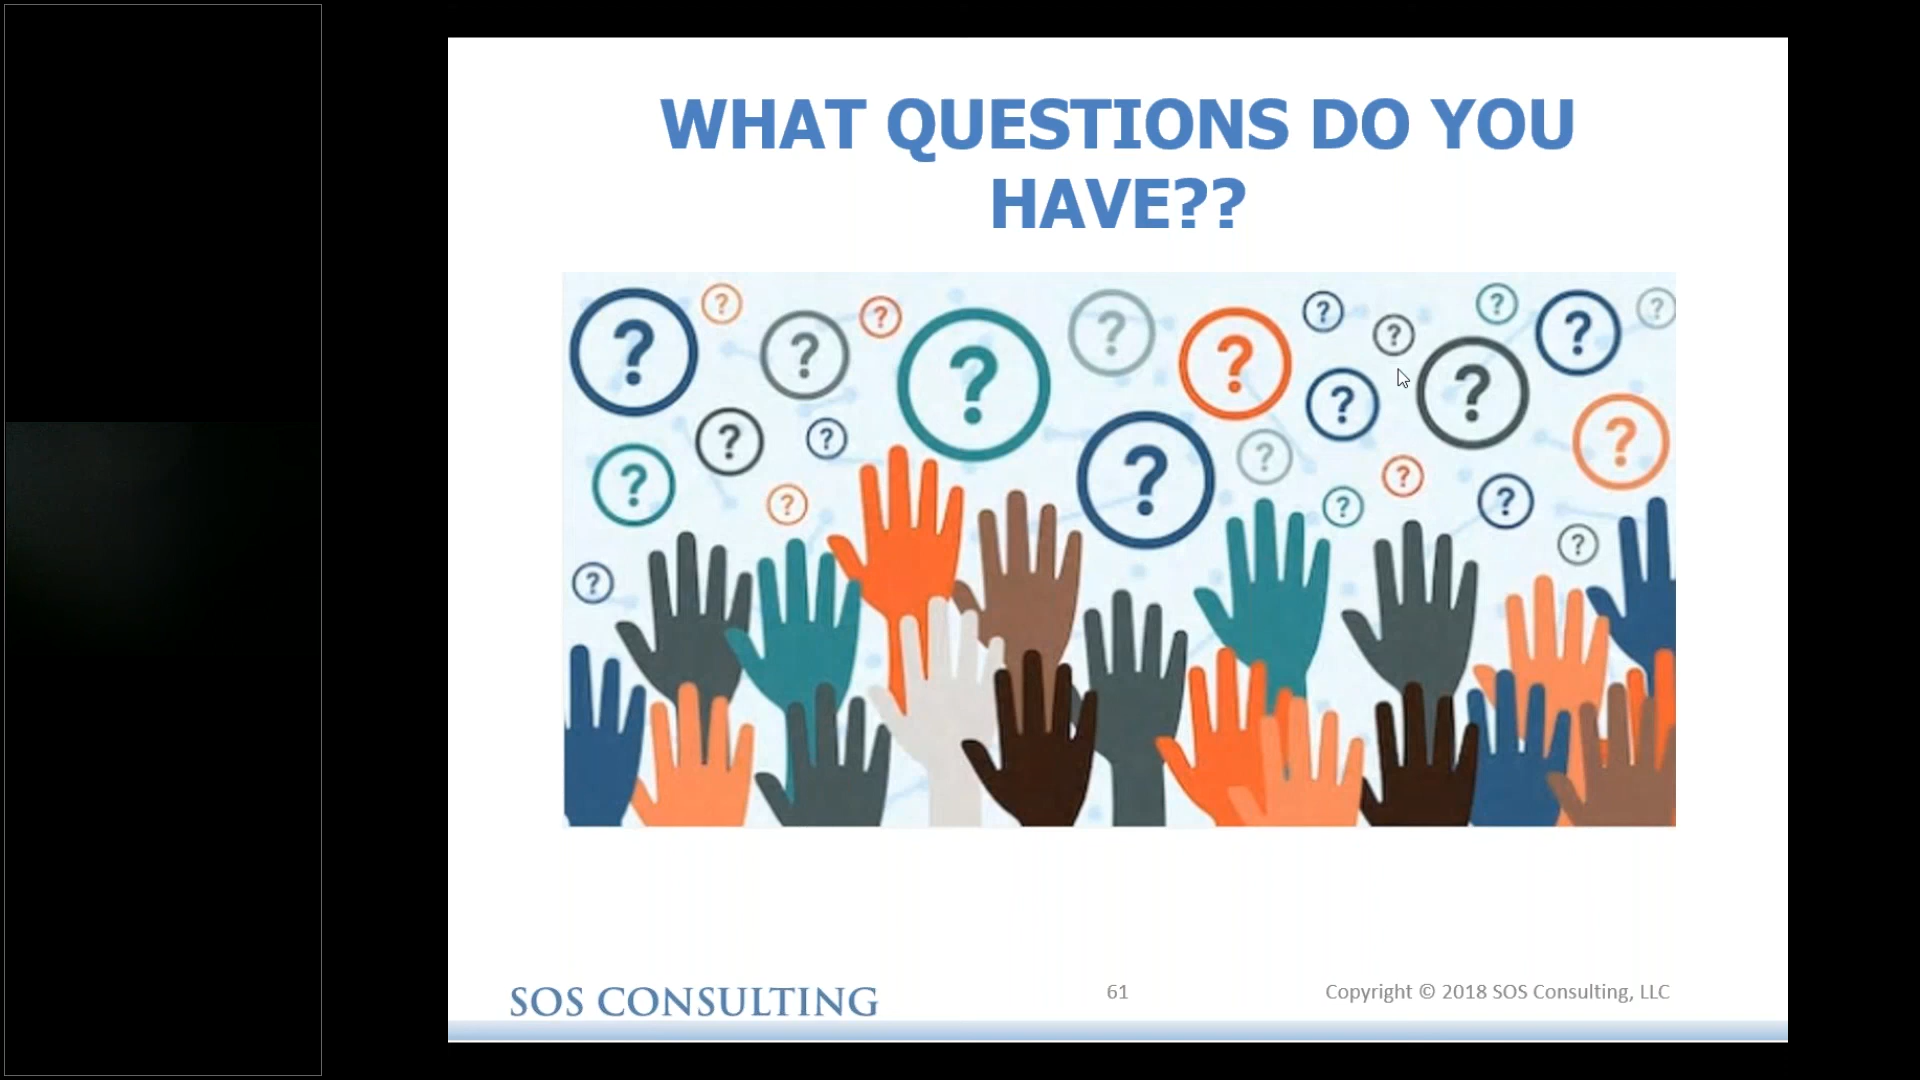 WHAT QUESTIONS DO YOU
HAVE??
? ? ? ? ? ? ? ? ? ? ? ?
? ? ? ? ? ? ? ? ? ? ? ? ? ? ?
SOS CONSULTING
61
Copyright © 2018 SOS Consulting, LLC